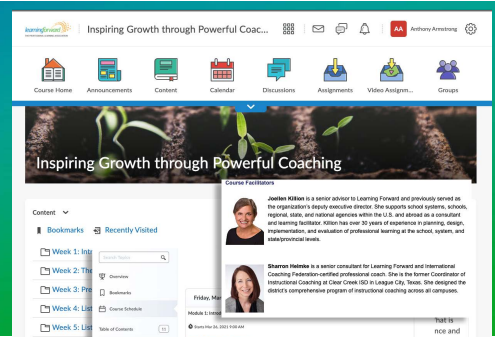 learningforward
Inspiring Growth through Powerful Coac...
AA
Anthony Armstrong
Course Home
Announcements
Content
Calendar
Discussions
Assignments
Video Assignm...
Groups
Inspiring Growth through Powerful Coaching
Course Facilitators
Joellen Killion is a senior advisor to Learning Forward and previously served as
the organization's deputy executive director. She supports school systems, schools,
regional, state, and national agencies within the U.S. and abroad as a consultant
and learning facilitator. Killion has over 30 years of experience in planning, design,
implementation, and evaluation of professional learning at the school, system, and
state/provincial levels.
Sharron Helmke is a senior consultant for Learning Forward and International
Coaching Federation-certified professional coach. She is the former Coordinator of
Instructional Coaching at Clear Creek ISD in League City, Texas. She designed the
district's comprehensive program of instructional coaching across all campuses.
Content
Bookmarks
Recently Visited
Week 1: Intr
Week 2: The
Week 3: Pre
Week 4: List
Week 5: List
Search Topics
Overview
Bookmarks
Course Schedule
Table of Contents
Friday, Mar
Module 1: Introd
Starts Mar 26, 2021 9:00 AM
hat is
nce and